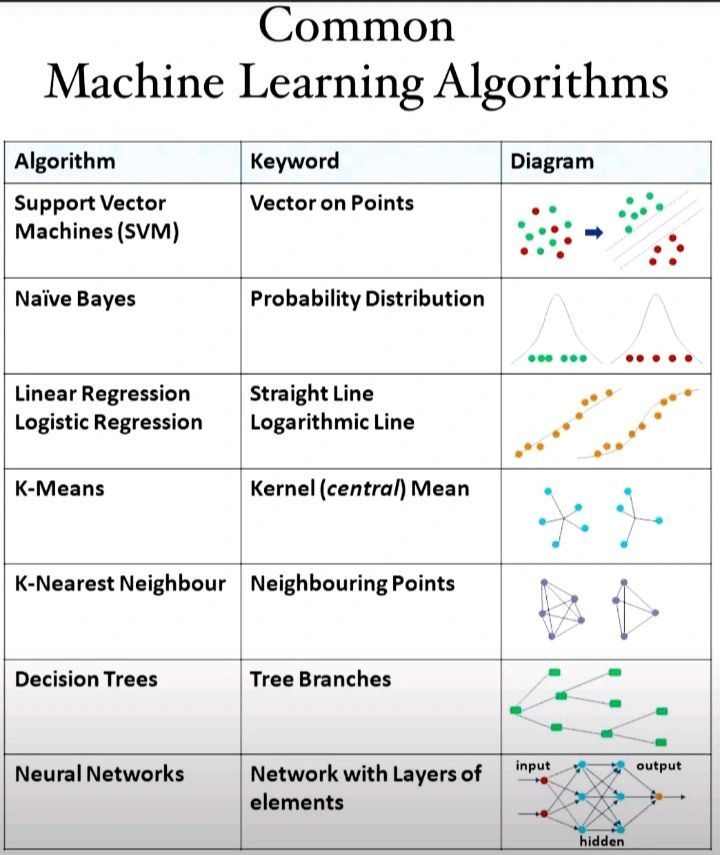 Common
Machine Learning Algorithms
Algorithm Keyword Diagram
Support Vector Vector on Points
Machines (SVM)
Naïve Bayes Probability Distribution
Linear Regression Straight Line
Logistic Regression Logarithmic Line
K-Means Kernel (central) Mean
K-Nearest Neighbour Neighbouring Points
Decision Trees Tree Branches
input output
Neural Networks Network with Layers of
elements
hidden